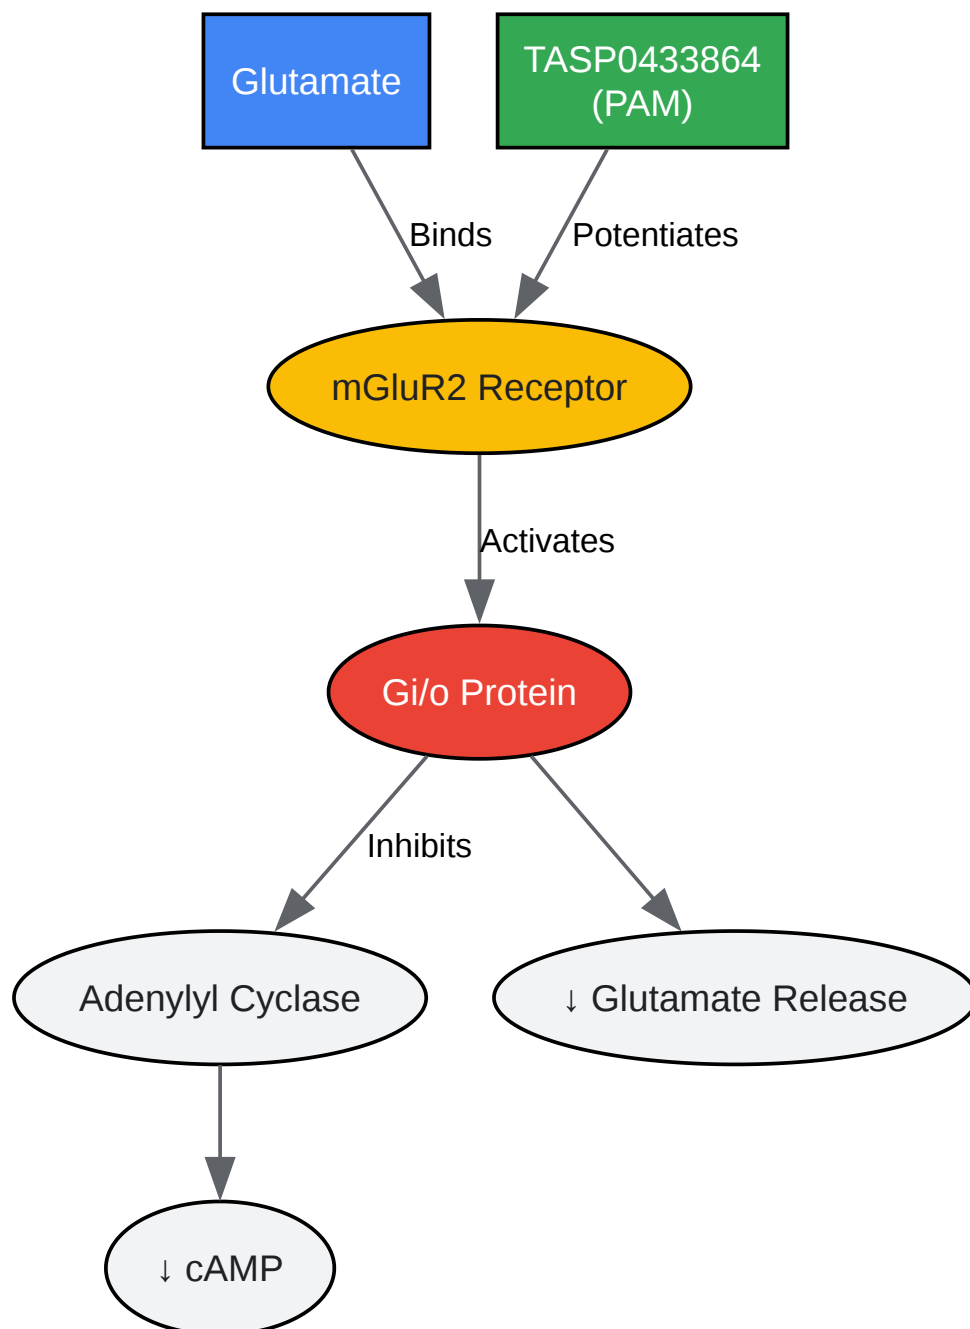 Glutamate
TASP0433864
(PAM)
Binds
Potentiates
mGluR2 Receptor
Activates
Gi/o Protein
Inhibits
Adenylyl Cyclase
↓ Glutamate Release
↓ cAMP